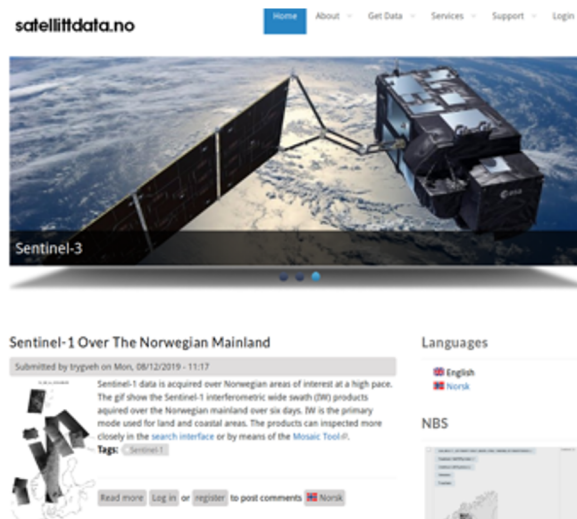 satellittdata.no
Home About Get Data Services Support Login
esa
Sentinel-3
Sentinel-1 Over The Norwegian Mainland
Submitted by trygveh on Mon, 08/12/2019 - 11:17
Sentinel-1 data is acquired over Norwegian areas of interest at a high pace.
The gif show the Sentinel-1 interferometric wide swath (IW) products
aquired over the Norwegian mainland over six days. IW is the primary
mode used for land and coastal areas. The products can inspected more
closely in the search interface or by means of the Mosaic Tool.
Tags: Sentinel-1
Read more Log in or register to post comments Norsk
Languages
English
Norsk
NBS